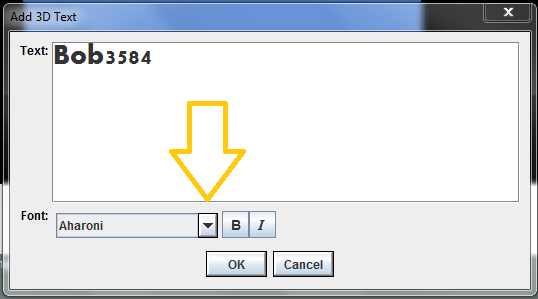 Add 3D Text
Text: Bob3584
Font: Aharoni B I
OK Cancel